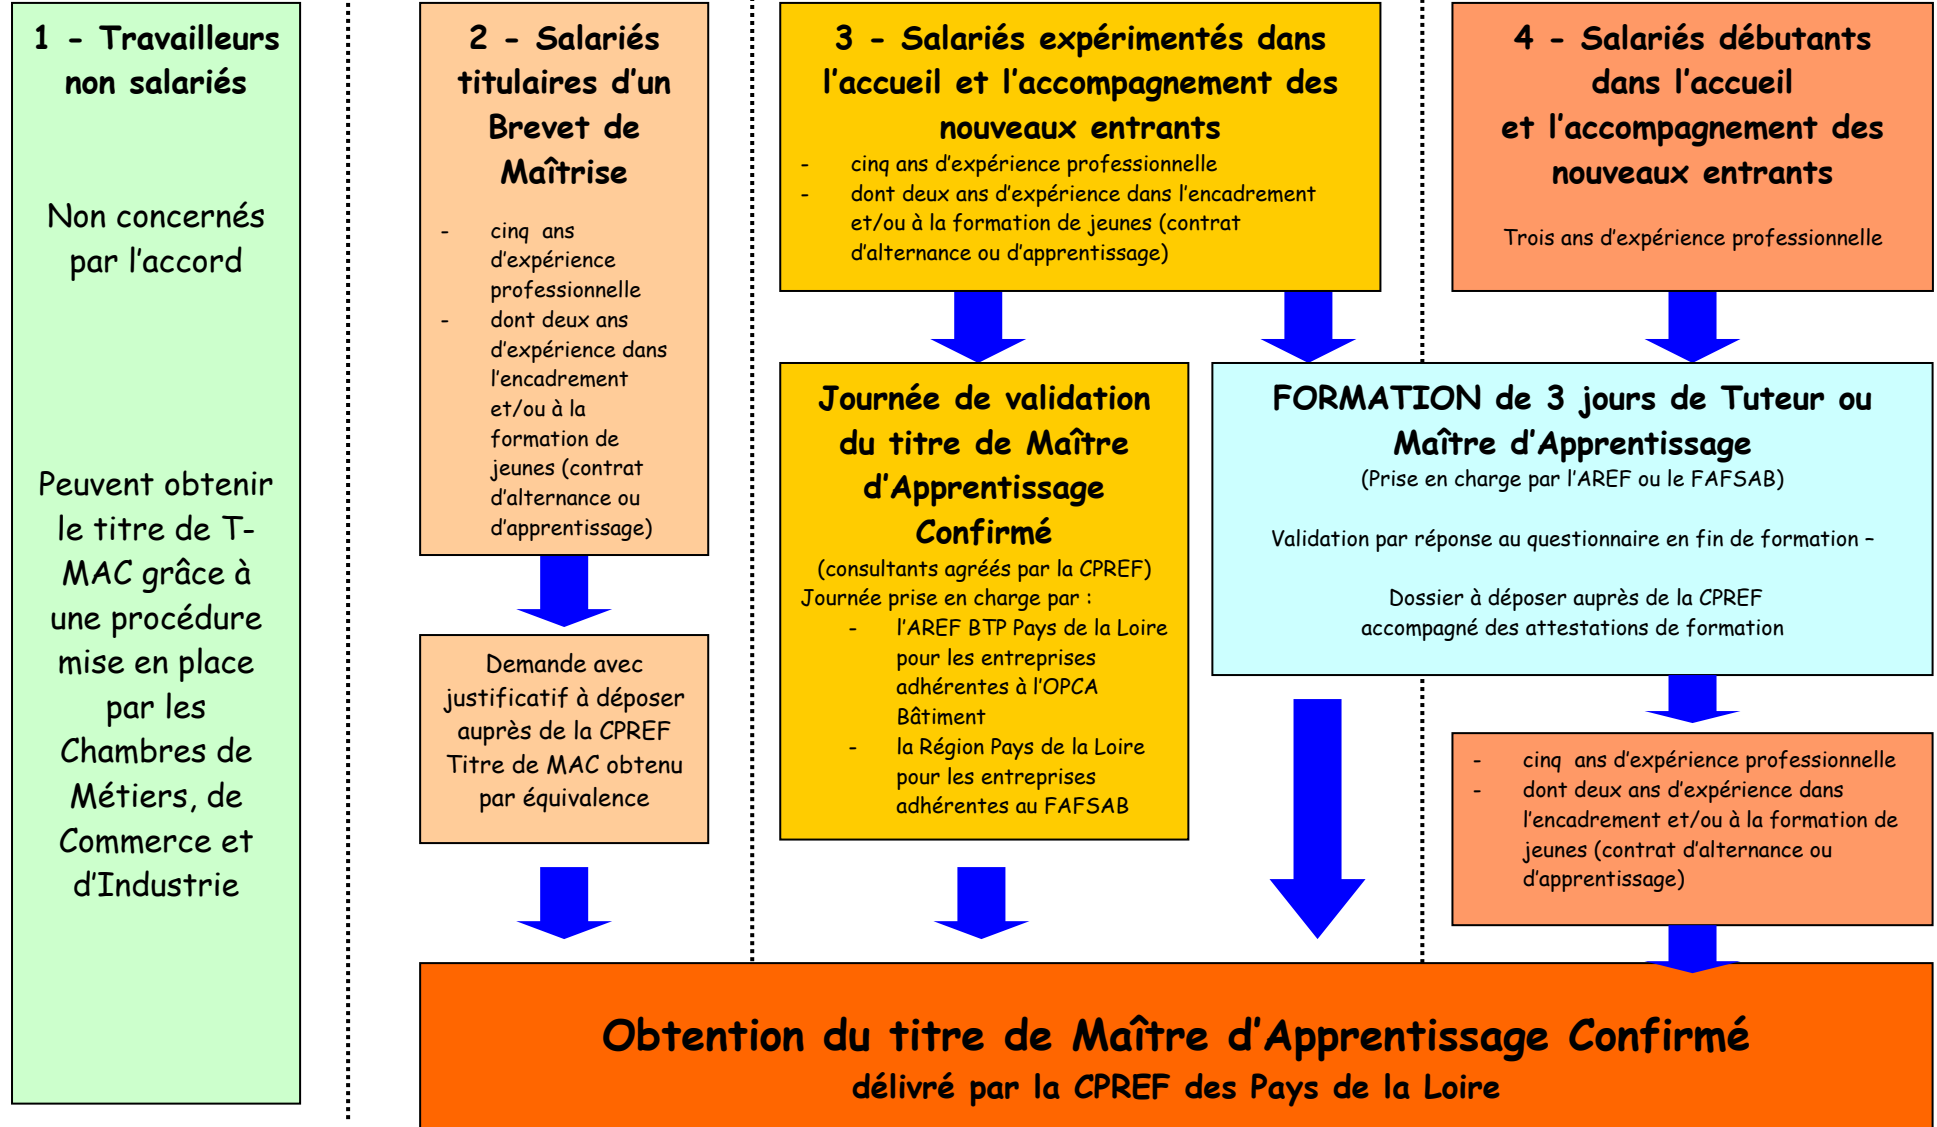 1 - Travailleurs
non salariés
Non concernés
par l'accord
Peuvent obtenir
le titre de T-
MAC grâce à
une procédure
mise en place
par les
Chambres de
Métiers, de
Commerce et
d'Industrie
2 - Salariés
titulaires d'un
Brevet de
Maîtrise
- cinq ans
d'expérience
professionnelle
- dont deux ans
d'expérience dans
l'encadrement
et/ou à la
formation de
jeunes (contrat
d'alternance ou
d'apprentissage)
Demande avec
justificatif à déposer
auprès de la CPREF
Titre de MAC obtenu
par équivalence
3 - Salariés expérimentés dans
l'accueil et l'accompagnement des
nouveaux entrants
- cinq ans d'expérience professionnelle
- dont deux ans d'expérience dans l'encadrement
et/ou à la formation de jeunes (contrat
d'alternance ou d'apprentissage)
Journée de validation
du titre de Maître
d'Apprentissage
Confirmé
(consultants agréés par la CPREF)
Journée prise en charge par :
- l'AREF BTP Pays de la Loire
pour les entreprises
adhérentes à l'OPCA
Bâtiment
- la Région Pays de la Loire
pour les entreprises
adhérentes au FAFSAB
4 - Salariés débutants
dans l'accueil
et l'accompagnement des
nouveaux entrants
Trois ans d'expérience professionnelle
FORMATION de 3 jours de Tuteur ou
Maître d'Apprentissage
(Prise en charge par l'AREF ou le FAFSAB)
Validation par réponse au questionnaire en fin de formation –
Dossier à déposer auprès de la CPREF
accompagné des attestations de formation
- cinq ans d'expérience professionnelle
- dont deux ans d'expérience dans
l'encadrement et/ou à la formation de
jeunes (contrat d'alternance ou
d'apprentissage)
Obtention du titre de Maître d'Apprentissage Confirmé
délivré par la CPREF des Pays de la Loire